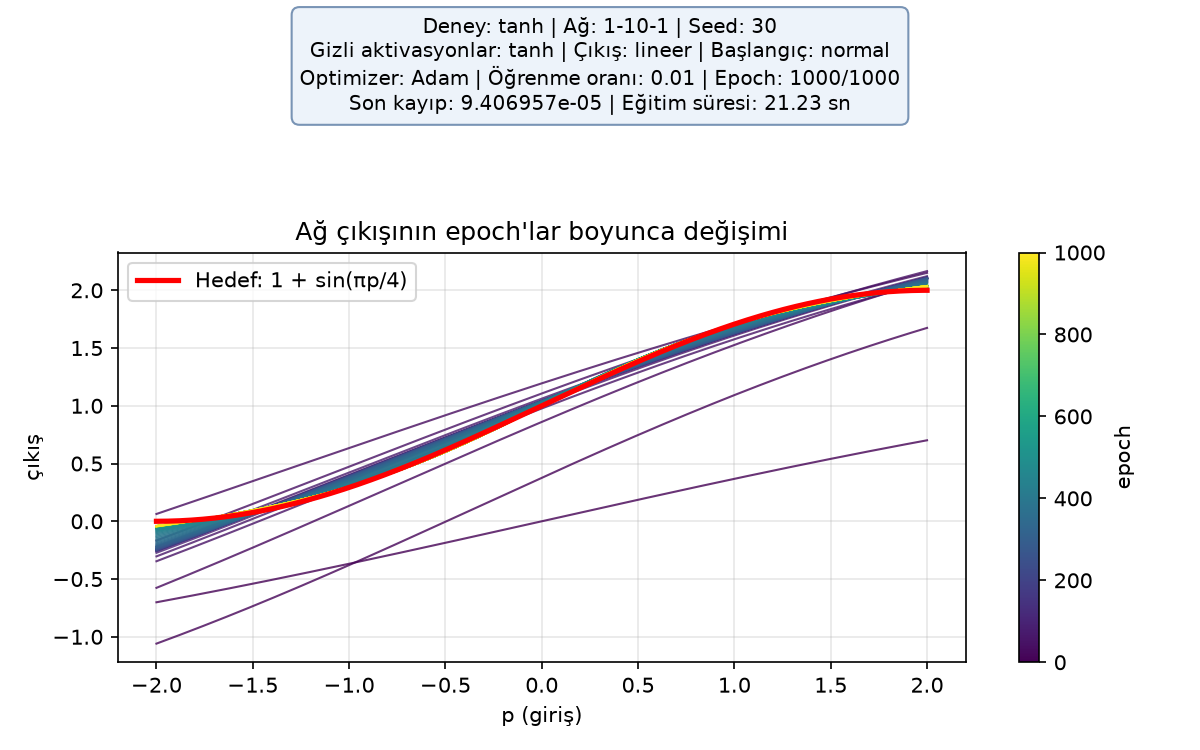 Deney: tanh | Ağ: 1-10-1 | Seed: 30
Gizli aktivasyonlar: tanh | Çıkış: lineer | Başlangıç: normal
Optimizer: Adam | Öğrenme oranı: 0.01 | Epoch: 1000/1000
Son kayıp: 9.406957e-05 | Eğitim süresi: 21.23 sn
Ağ çıkışının epoch'lar boyunca değişimi
Hedef: 1 + sin(πp/4)
2.0
1.5
1.0
0.5
0.0
−0.5
−1.0
çıkış
−2.0 −1.5 −1.0 −0.5 0.0 0.5 1.0 1.5 2.0
p (giriş)
1000
800
600
400
200
0
epoch